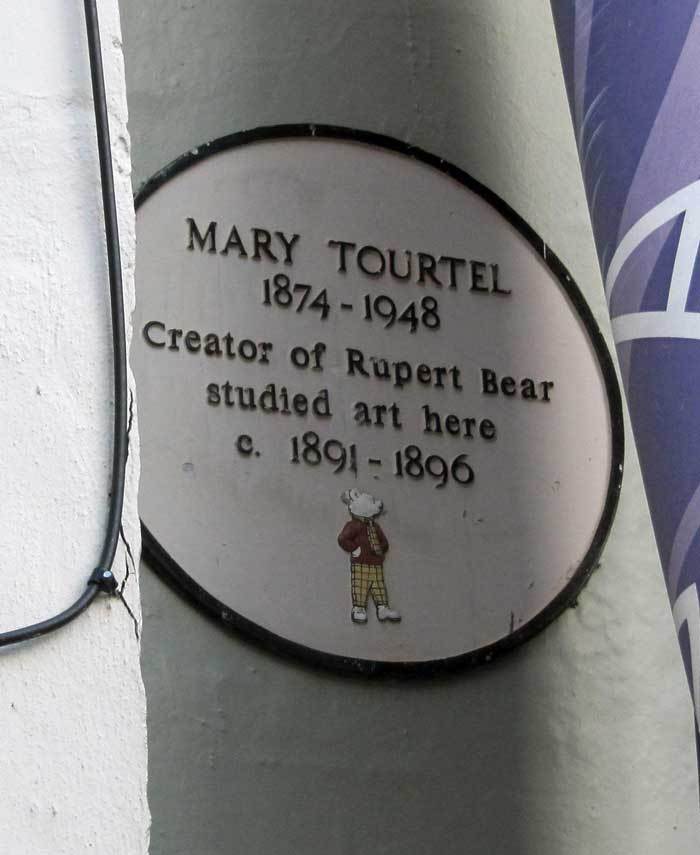 MARY TOURTEL
1874 - 1948
Creator of Rupert Bear
studied art here
c. 1891 - 1896